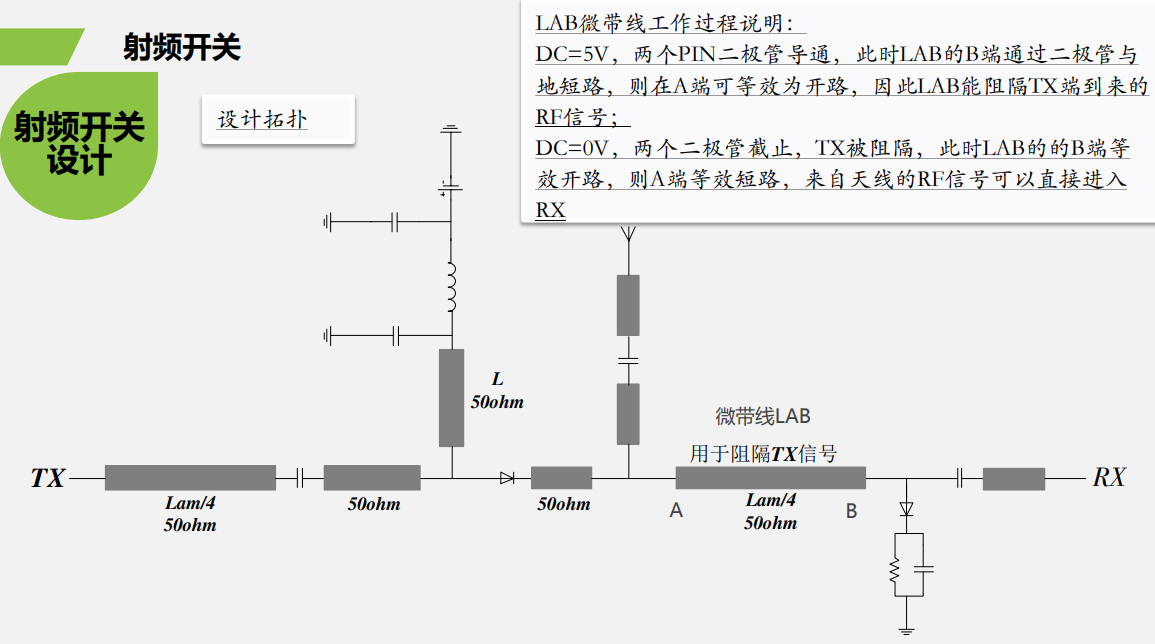 射频开关
射频开关
设计
设计拓扑
LAB微带线工作过程说明：
DC=5V，两个PIN二极管导通，此时LAB的B端通过二极管与
地短路，则在A端可等效为开路，因此LAB能阻隔TX端到来的
RF信号；
DC=0V，两个二极管截止，TX被阻隔，此时LAB的的B端等
效开路，则A端等效短路，来自天线的RF信号可以直接进入
RX
L
50ohm
微带线LAB
用于阻隔TX信号
TX
RX
Lam/4
50ohm
50ohm
50ohm
A
Lam/4
50ohm
B